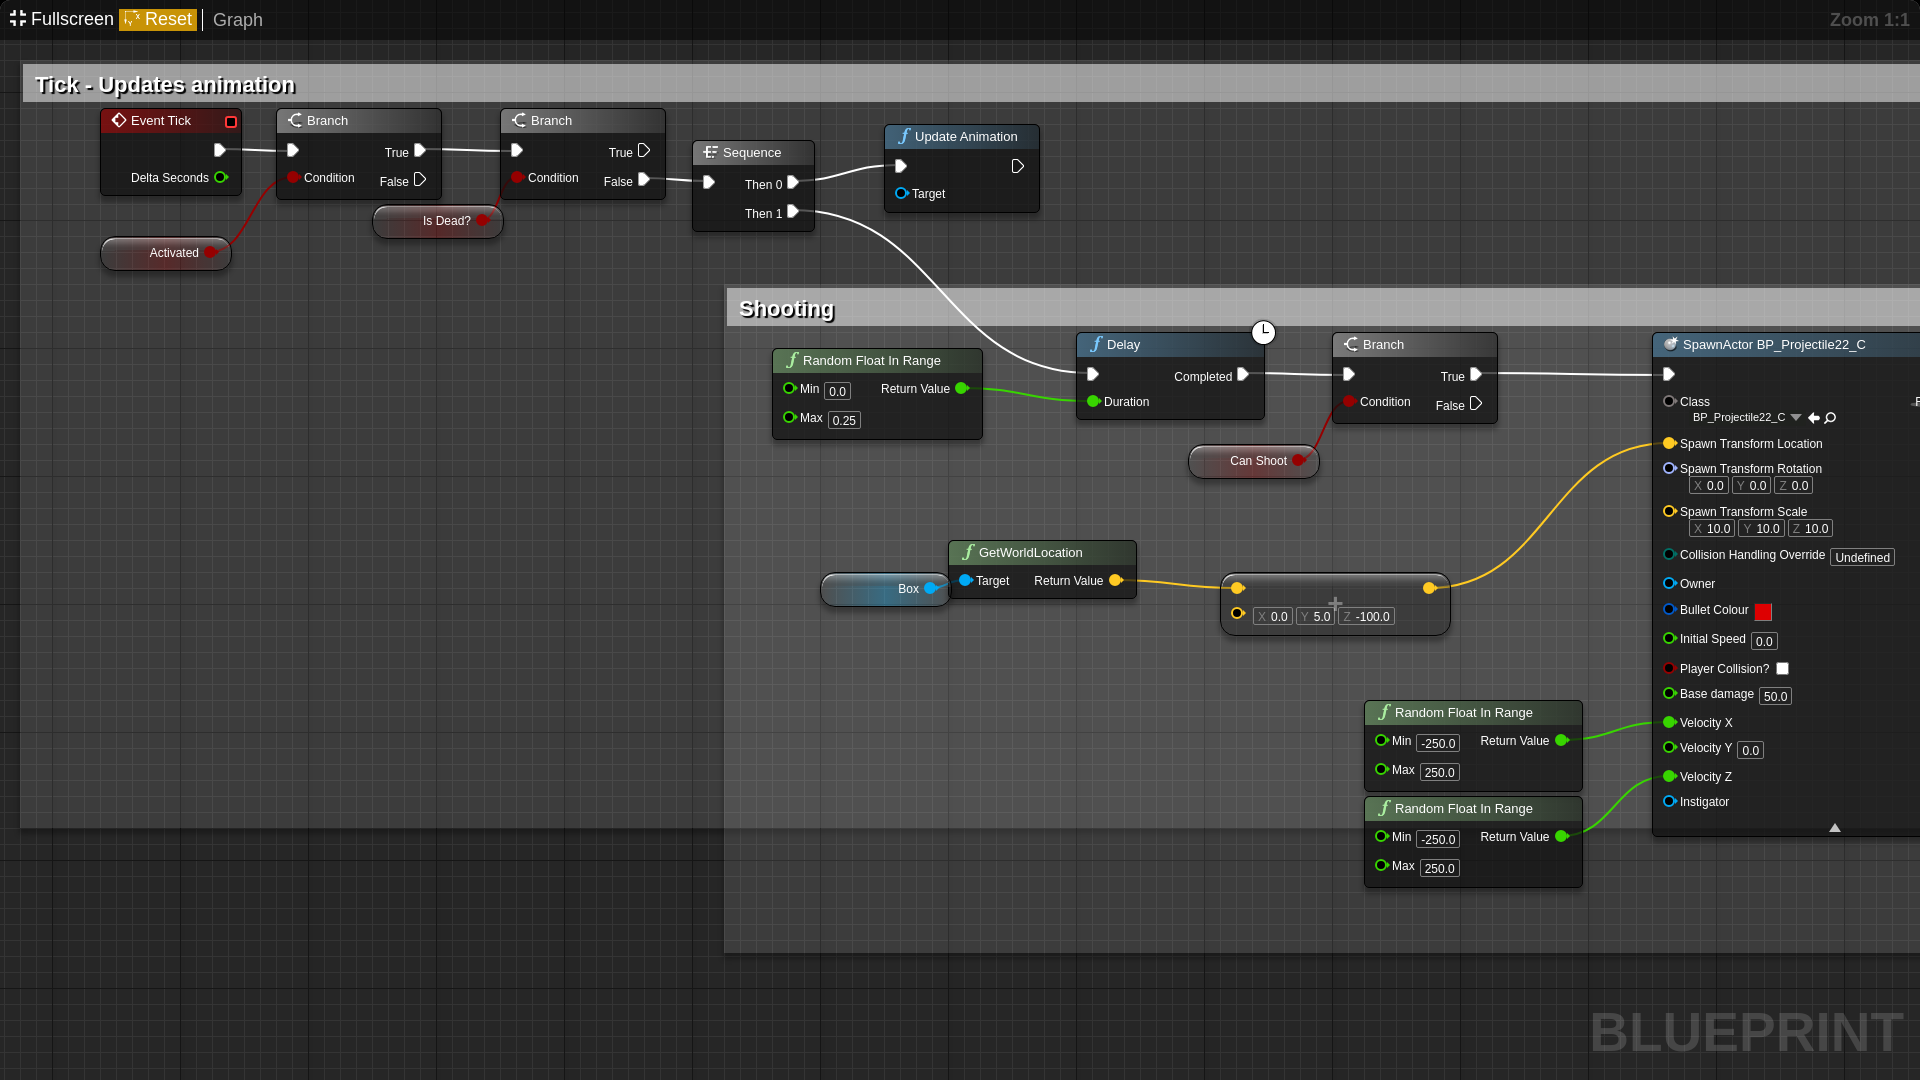 Fullscreen Reset Graph Zoom 1:1
Tick - Updates animation
Event Tick
Delta Seconds
Branch
True
Condition
False
Branch
True
Condition
False
Activated
Is Dead?
Sequence
Then 0
Then 1
Update Animation
Target
Shooting
Random Float In Range
Min 0.0 Return Value
Max 0.25
Delay
Completed
Duration
Branch
True
Condition
False
Can Shoot
Box
GetWorldLocation
Target Return Value
X 0.0 Y 5.0 Z -100.0
Random Float In Range
Min -250.0 Return Value
Max 250.0
Random Float In Range
Min -250.0 Return Value
Max 250.0
SpawnActor BP_Projectile22_C
Class
BP_Projectile22_C
Spawn Transform Location
Spawn Transform Rotation
X 0.0 Y 0.0 Z 0.0
Spawn Transform Scale
X 10.0 Y 10.0 Z 10.0
Collision Handling Override Undefined
Owner
Bullet Colour
Initial Speed 0.0
Player Collision?
Base damage 50.0
Velocity X
Velocity Y 0.0
Velocity Z
Instigator
BLUEPRINT